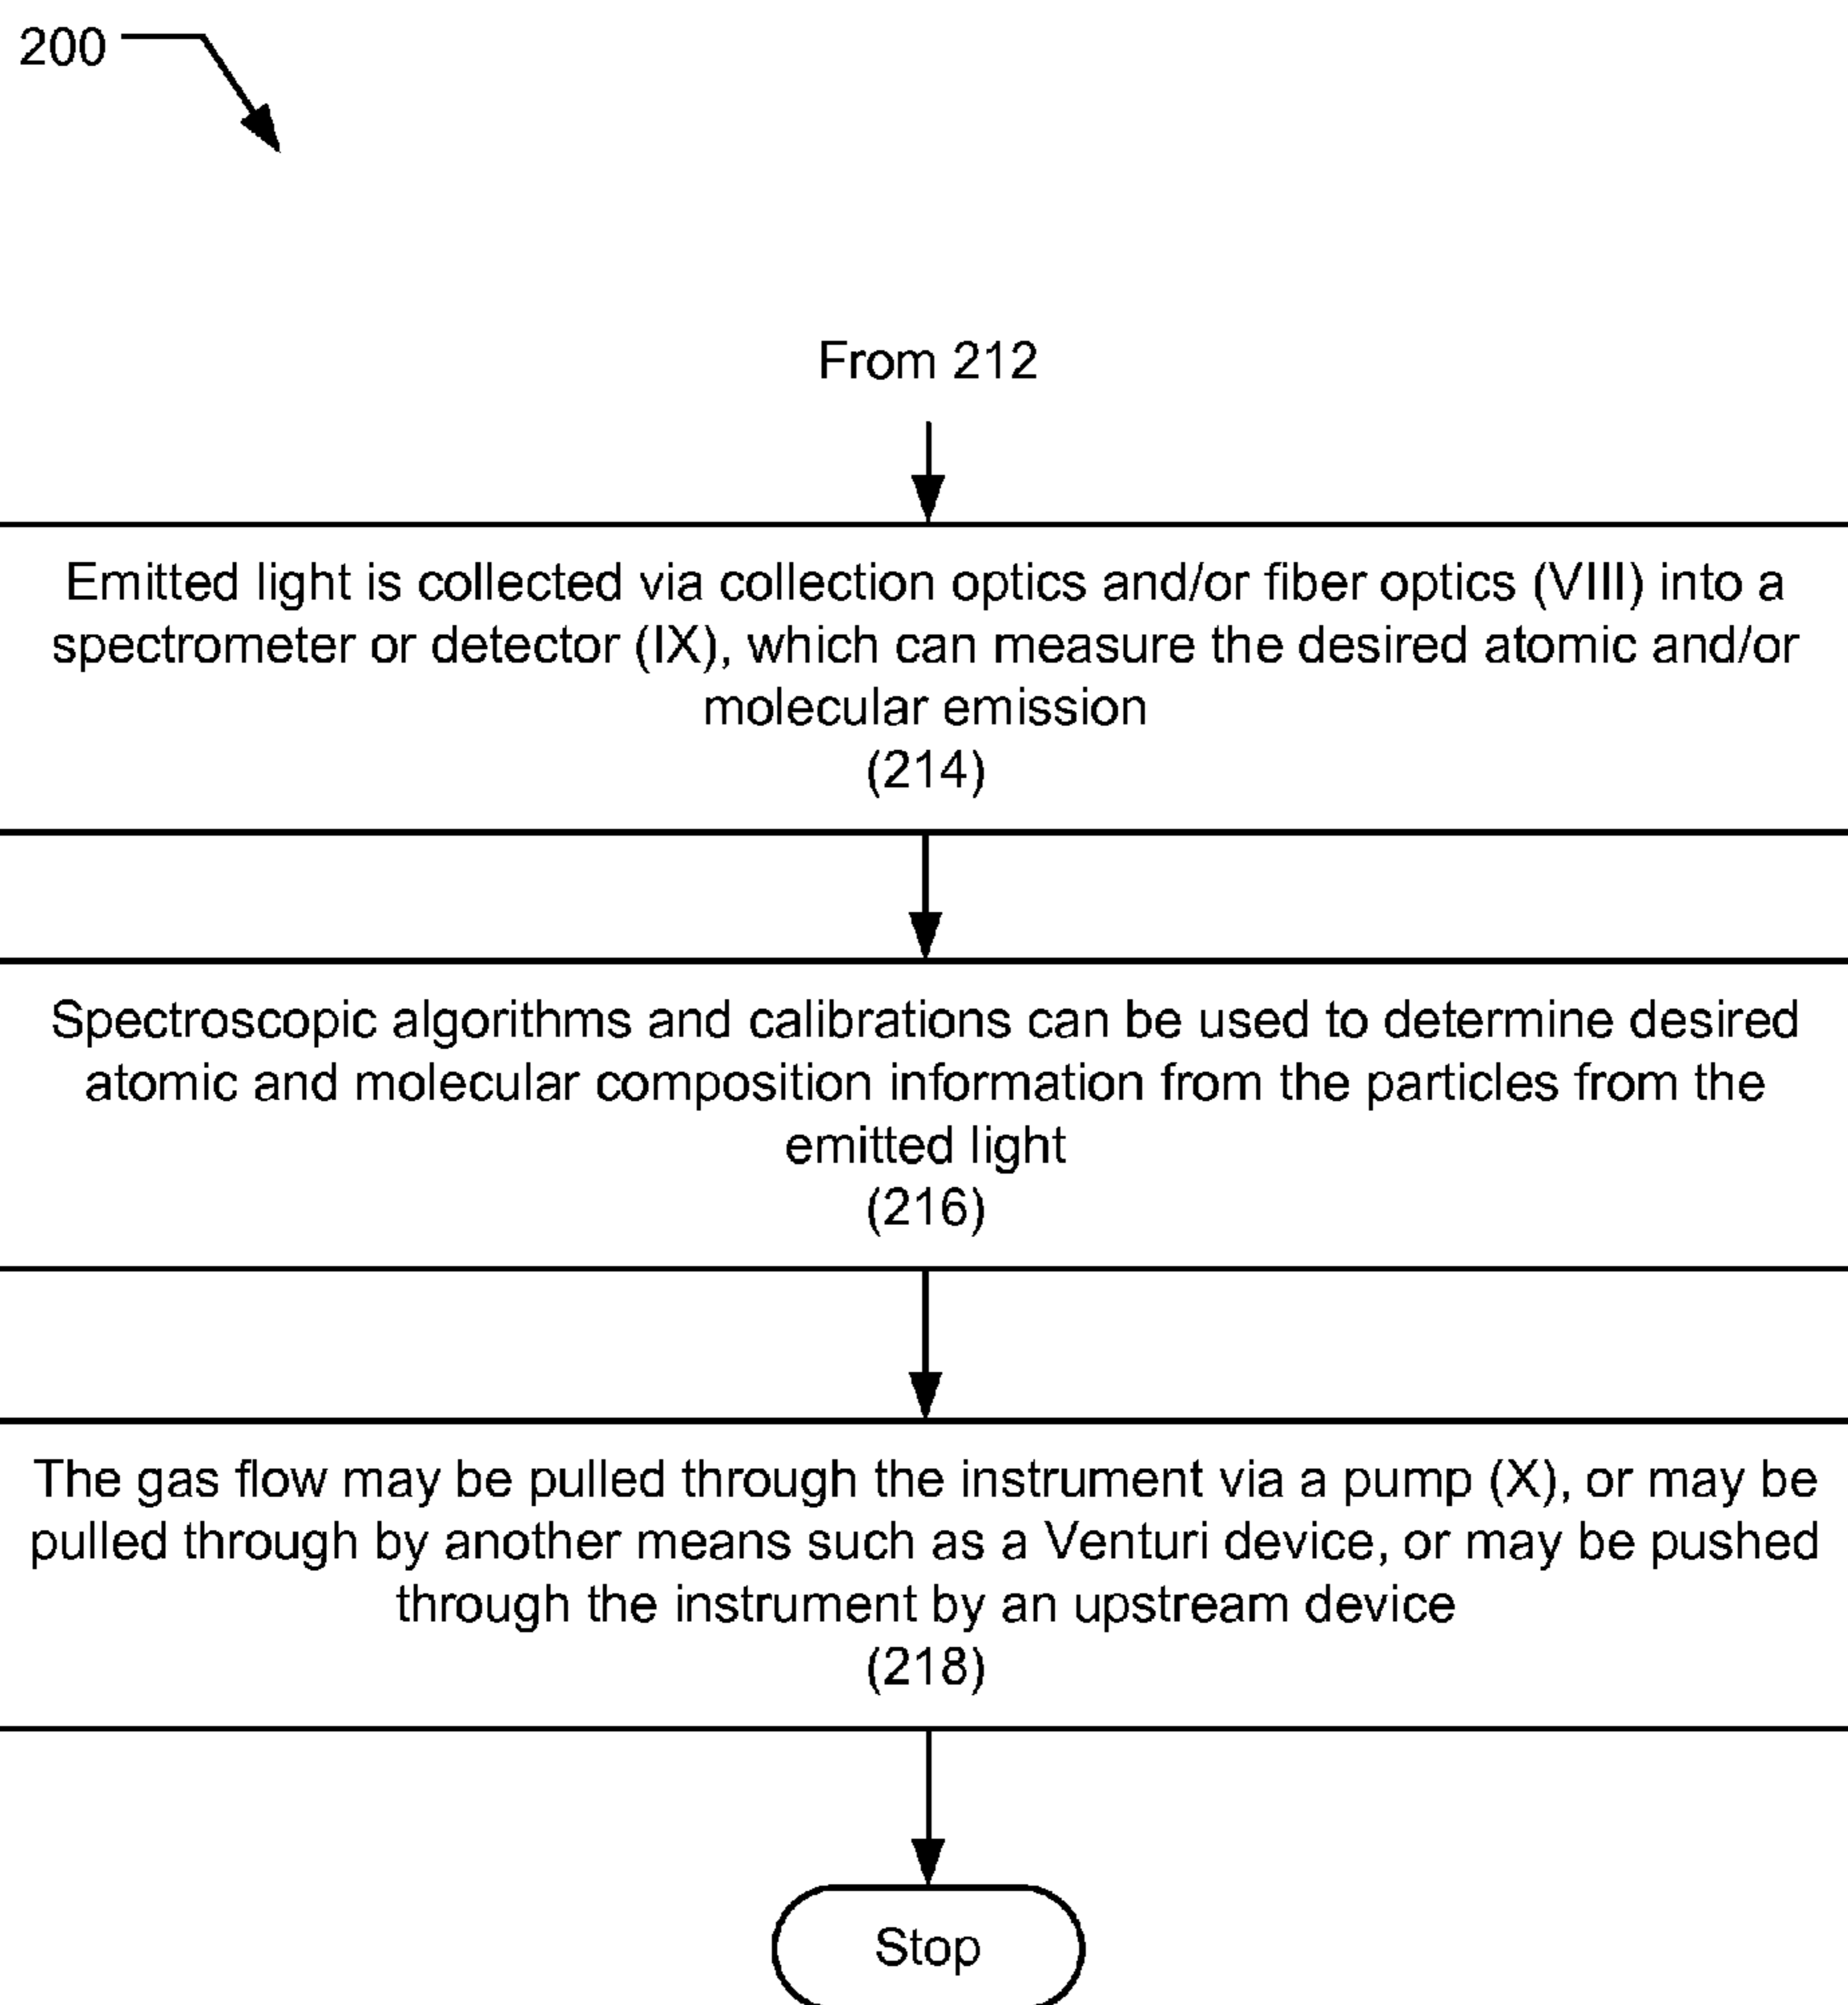 200
From 212
Emitted light is collected via collection optics and/or fiber optics (VIII) into a
spectrometer or detector (IX), which can measure the desired atomic and/or
molecular emission
(214)
Spectroscopic algorithms and calibrations can be used to determine desired
atomic and molecular composition information from the particles from the
emitted light
(216)
The gas flow may be pulled through the instrument via a pump (X), or may be
pulled through by another means such as a Venturi device, or may be pushed
through the instrument by an upstream device
(218)
Stop